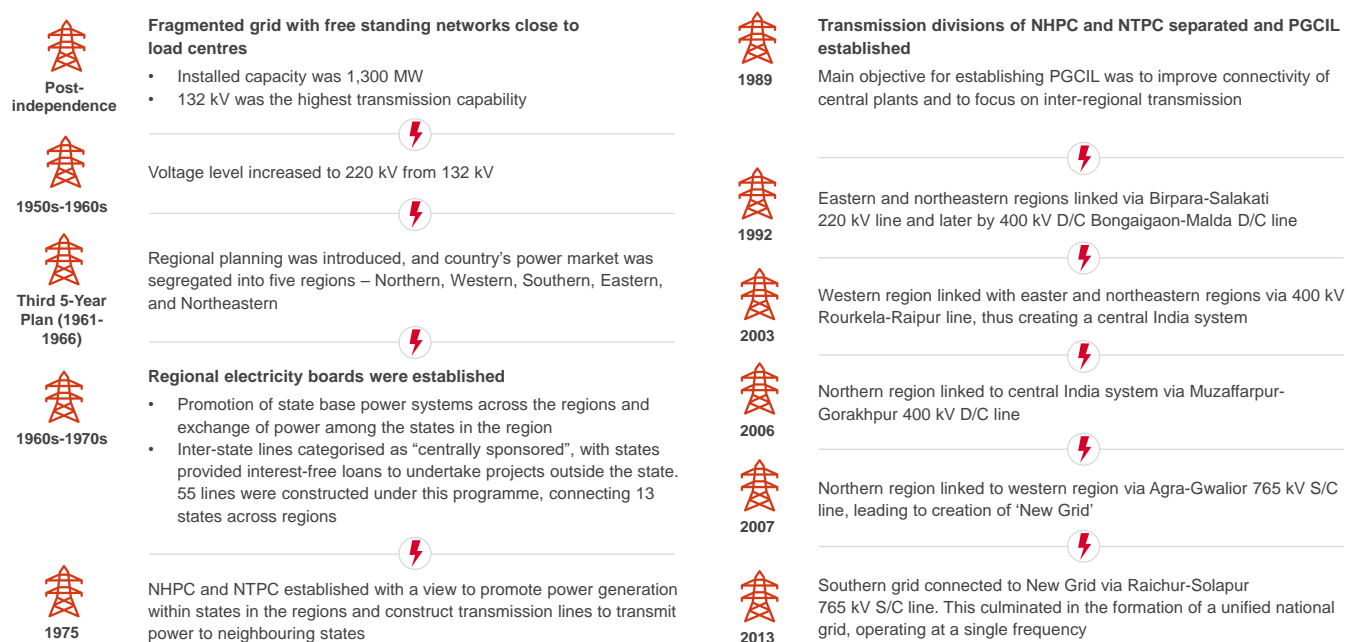 Post-
independence
Fragmented grid with free standing networks close to
load centres
• Installed capacity was 1,300 MW
• 132 kV was the highest transmission capability
1950s-1960s
Voltage level increased to 220 kV from 132 kV
Third 5-Year
Plan (1961-
1966)
Regional planning was introduced, and country's power market was
segregated into five regions – Northern, Western, Southern, Eastern,
and Northeastern
1960s-1970s
Regional electricity boards were established
• Promotion of state base power systems across the regions and
exchange of power among the states in the region
• Inter-state lines categorised as “centrally sponsored”, with states
provided interest-free loans to undertake projects outside the state.
55 lines were constructed under this programme, connecting 13
states across regions
1975
NHPC and NTPC established with a view to promote power generation
within states in the regions and construct transmission lines to transmit
power to neighbouring states
1989
Transmission divisions of NHPC and NTPC separated and PGCIL
established
Main objective for establishing PGCIL was to improve connectivity of
central plants and to focus on inter-regional transmission
1992
Eastern and northeastern regions linked via Birpara-Salakati
220 kV line and later by 400 kV D/C Bongaigaon-Malda D/C line
2003
Western region linked with easter and northeastern regions via 400 kV
Rourkela-Raipur line, thus creating a central India system
2006
Northern region linked to central India system via Muzaffarpur-
Gorakhpur 400 kV D/C line
2007
Northern region linked to western region via Agra-Gwalior 765 kV S/C
line, leading to creation of ‘New Grid’
2013
Southern grid connected to New Grid via Raichur-Solapur
765 kV S/C line. This culminated in the formation of a unified national
grid, operating at a single frequency